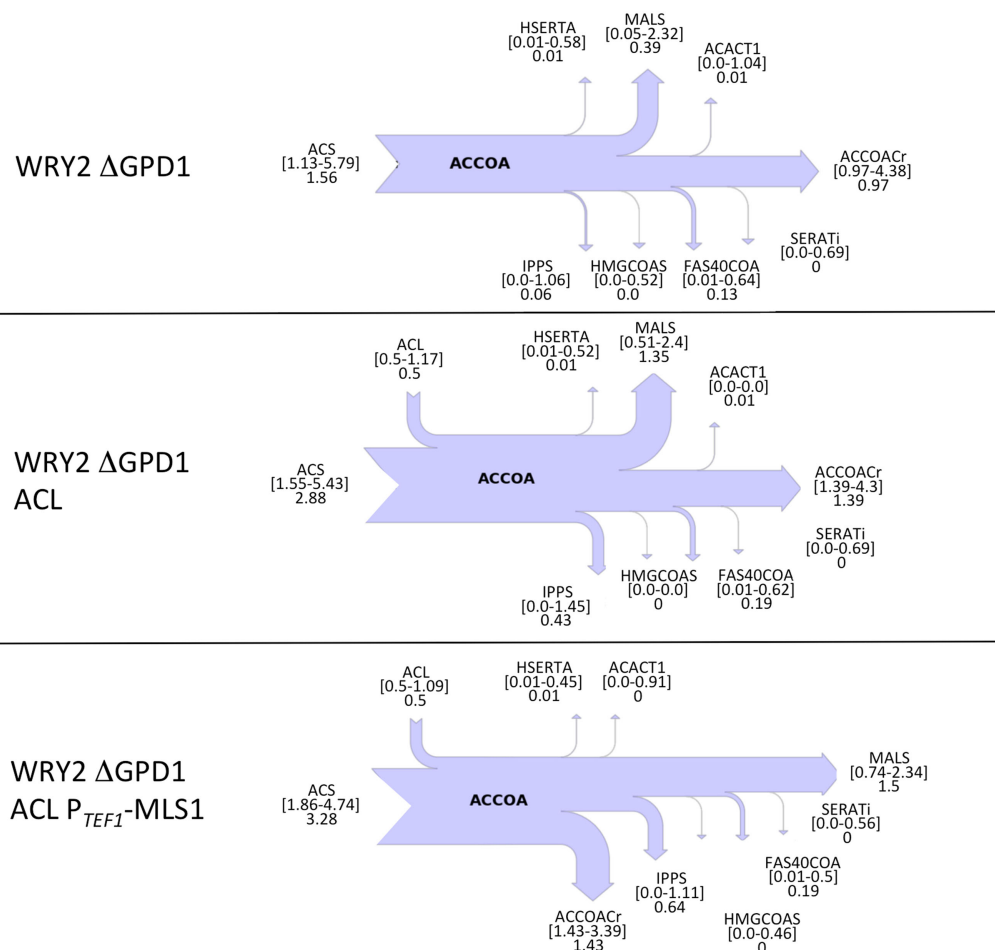 HSERTA
[0.01-0.58]
0.01
MALS
[0.05-2.32]
0.39
ACACT1
[0.0-1.04]
0.01
WRY2 ΔGPD1
ACS
[1.13-5.79]
1.56
ACCOA
ACCOACr
[0.97-4.38]
0.97
IPPS
[0.0-1.06]
0.06
HMGCOAS
[0.0-0.52]
0.0
FAS40COA
[0.01-0.64]
0.13
SERATi
[0.0-0.69]
0
ACL
[0.5-1.17]
0.5
HSERTA
[0.01-0.52]
0.01
MALS
[0.51-2.4]
1.35
ACACT1
[0.0-0.0]
0.01
WRY2 ΔGPD1
ACL
ACS
[1.55-5.43]
2.88
ACCOA
ACCOACr
[1.39-4.3]
1.39
SERATi
[0.0-0.69]
0
IPPS
[0.0-1.45]
0.43
HMGCOAS
[0.0-0.0]
0
FAS40COA
[0.01-0.62]
0.19
ACL
[0.5-1.09]
0.5
HSERTA
[0.01-0.45]
0.01
ACACT1
[0.0-0.91]
0
WRY2 ΔGPD1
ACL PTEF1-MLS1
ACS
[1.86-4.74]
3.28
ACCOA
MALS
[0.74-2.34]
1.5
SERATi
[0.0-0.56]
0
FAS40COA
[0.01-0.5]
0.19
IPPS
[0.0-1.11]
0.64
ACCOACr
[1.43-3.39]
1.43
HMGCOAS
[0.0-0.46]
0